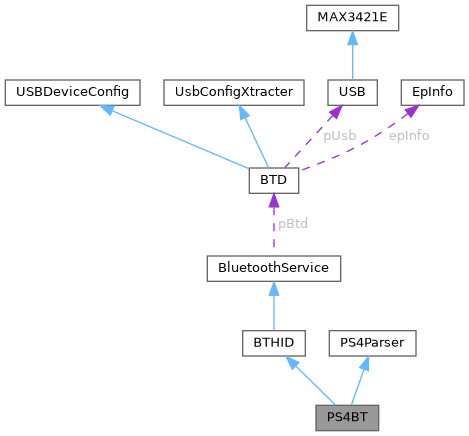 MAX3421E
USBDeviceConfig
UsbConfigXtracter
USB
EpInfo
pUsb
epInfo
BTD
pBtd
BluetoothService
BTHID
PS4Parser
PS4BT